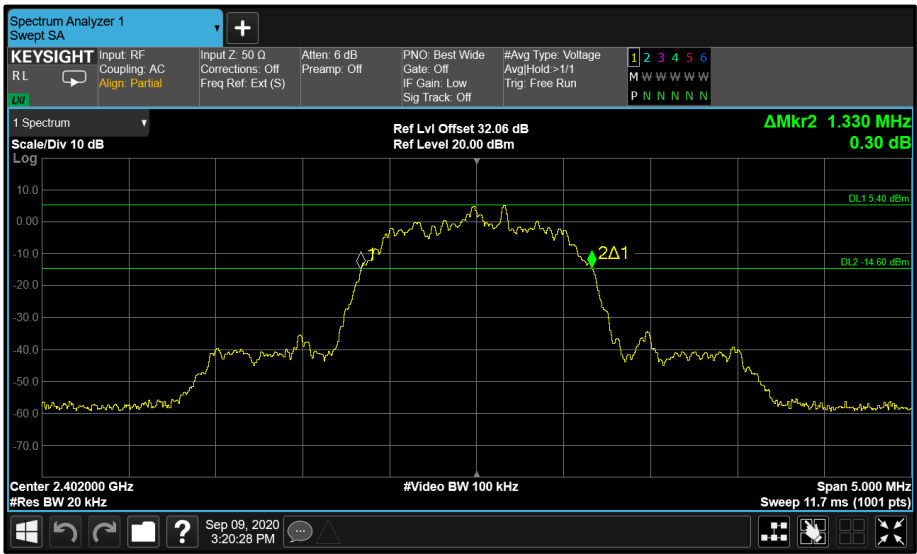 Spectrum Analyzer 1
Swept SA
+
KEYSIGHT
RL
LXI
Input: RF
Coupling: AC
Align: Partial
Input Z: 50 Ω
Corrections: Off
Freq Ref: Ext (S)
Atten: 6 dB
Preamp: Off
PNO: Best Wide
Gate: Off
IF Gain: Low
Sig Track: Off
#Avg Type: Voltage
Avg|Hold:>1/1
Trig: Free Run
1 2 3 4 5 6
M W W W W W
P N N N N N
1 Spectrum
Scale/Div 10 dB
Log
Ref Lvl Offset 32.06 dB
Ref Level 20.00 dBm
ΔMkr2 1.330 MHz
0.30 dB
10.0
0.00
-10.0
-20.0
-30.0
-40.0
-50.0
-60.0
-70.0
DL1 5.40 dBm
1
2Δ1
DL2 -14.60 dBm
Center 2.402000 GHz
#Video BW 100 kHz
Span 5.000 MHz
#Res BW 20 kHz
Sweep 11.7 ms (1001 pts)
?
Sep 09, 2020
3:20:28 PM